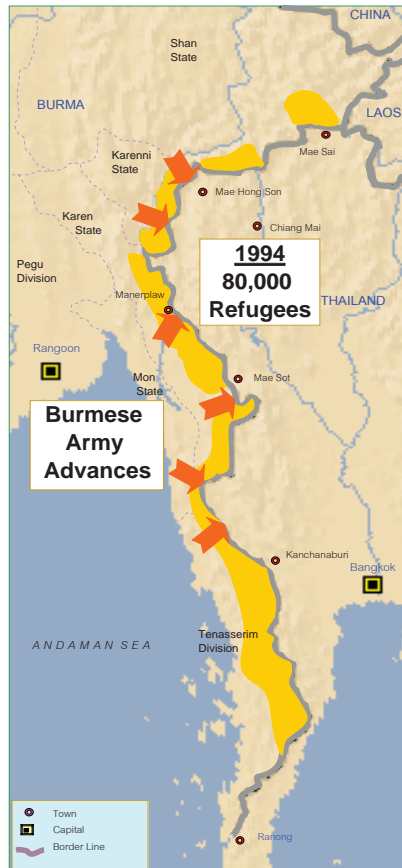 CHINA
Shan
State
BURMA
LAOS
Mae Sai
Karenni
State
Mae Hong Son
Karen
State
Chiang Mai
1994
80,000
Refugees
Pegu
Division
Manerplaw
THAILAND
Rangoon
Mon
State
Mae Sot
Burmese
Army
Advances
Kanchanaburi
Bangkok
Tenasserim
Division
ANDAMAN SEA
Town
Capital
Border Line
Ranong